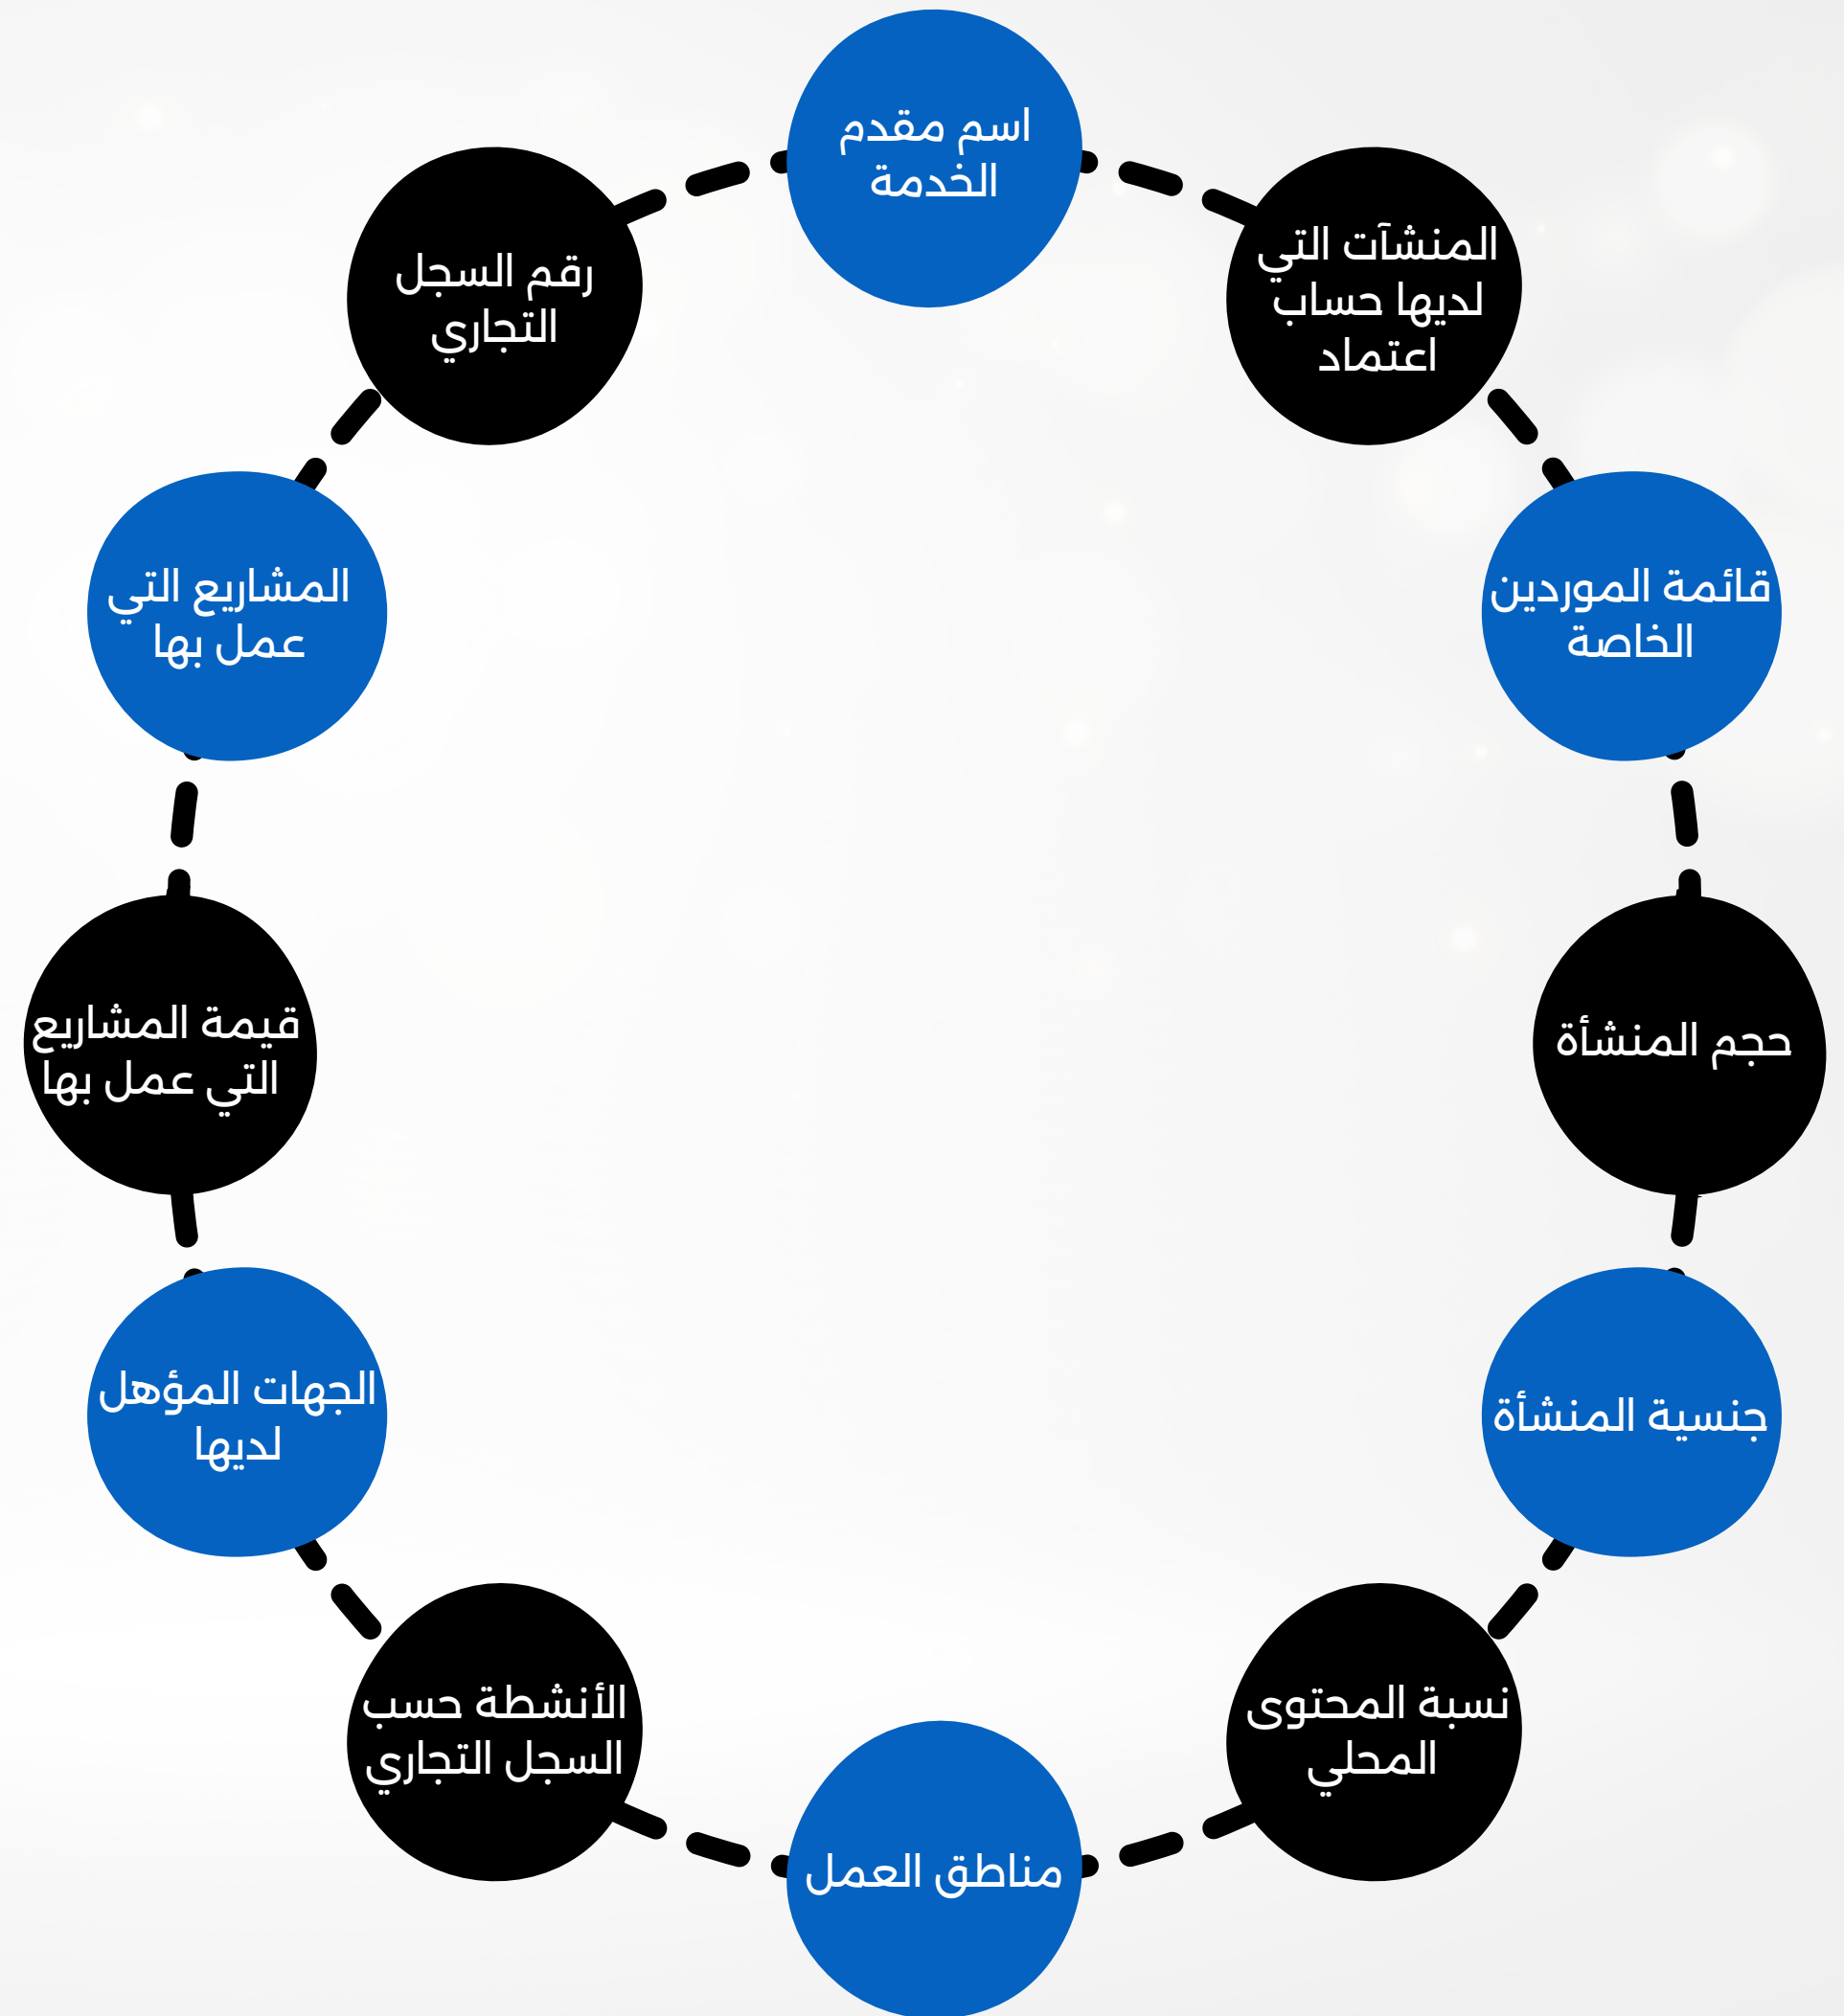 اسم مقدم
الخدمة
المنشآت التي
لديها حساب
اعتماد
رقم السجل
التجاري
قائمة الموردين
الخاصة
المشاريع التي
عمل بها
حجم المنشأة
قيمة المشاريع
التي عمل بها
جنسية المنشأة
الجهات المؤهل
لديها
نسبة المحتوى
المحلي
الأنشطة حسب
السجل التجاري
مناطق العمل